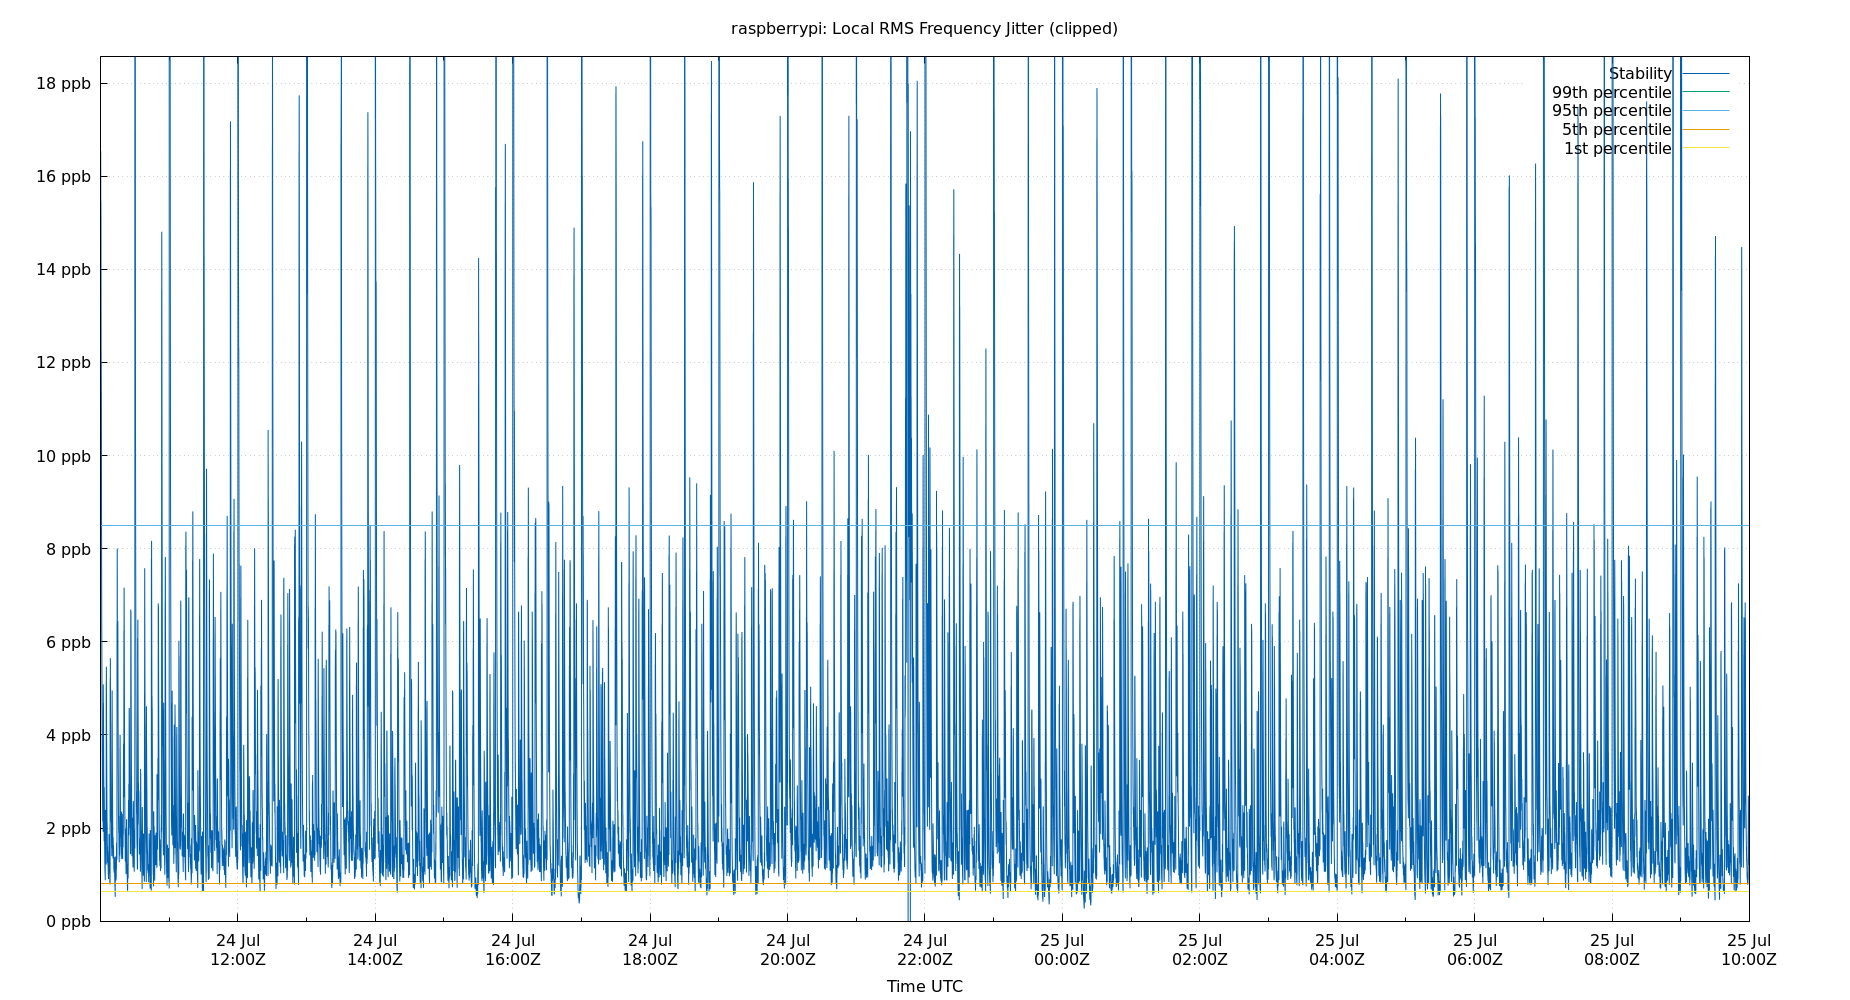 raspberrypi: Local RMS Frequency Jitter (clipped)
18 ppb
16 ppb
14 ppb
12 ppb
10 ppb
8 ppb
6 ppb
4 ppb
2 ppb
0 ppb
Stability
99th percentile
95th percentile
5th percentile
1st percentile
24 Jul 24 Jul 24 Jul 24 Jul 24 Jul 24 Jul 25 Jul 25 Jul 25 Jul 25 Jul 25 Jul 25 Jul
12:00Z 14:00Z 16:00Z 18:00Z 20:00Z 22:00Z 00:00Z 02:00Z 04:00Z 06:00Z 08:00Z 10:00Z
Time UTC